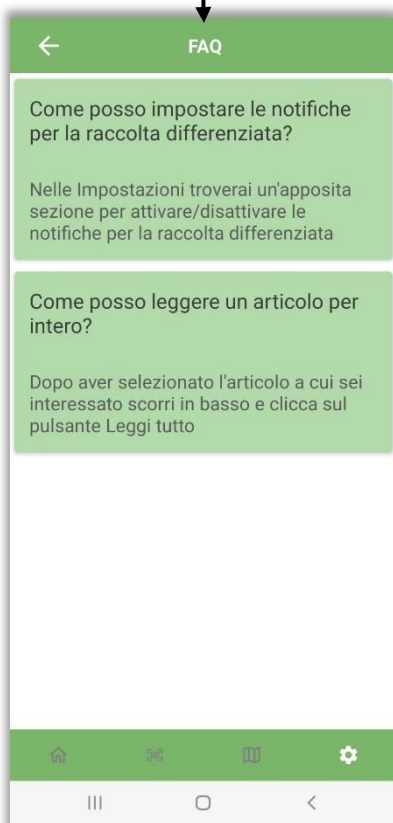 FAQ
Come posso impostare le notifiche
per la raccolta differenziata?
Nelle Impostazioni troverai un'apposita
sezione per attivare/disattivare le
notifiche per la raccolta differenziata
Come posso leggere un articolo per
intero?
Dopo aver selezionato l'articolo a cui sei
interessato scorri in basso e clicca sul
pulsante Leggi tutto